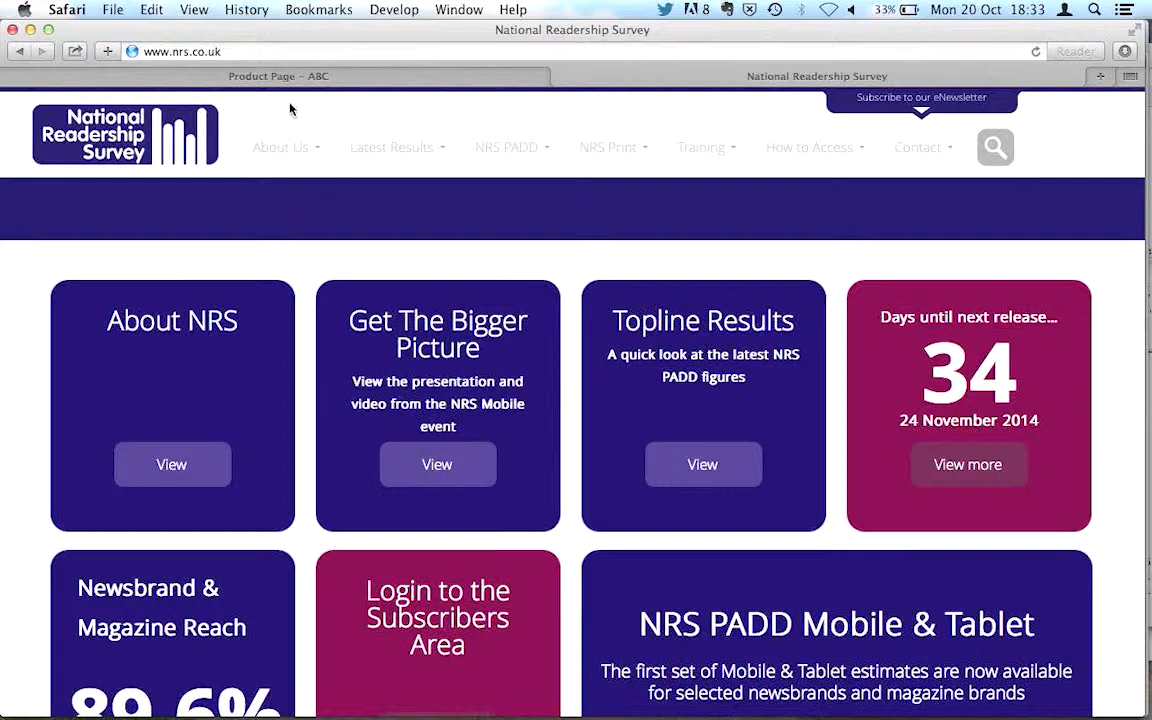 Safari File Edit View History Bookmarks Develop Window Help 8 33% Mon 20 Oct 18:33
National Readership Survey
www.nrs.co.uk
Reader
Product Page – ABC
National Readership Survey
Subscribe to our eNewsletter
National
Readership
Survey
About Us Latest Results NRS PADD NRS Print Training How to Access Contact
About NRS
View
Get The Bigger
Picture
View the presentation and
video from the NRS Mobile
event
View
Topline Results
A quick look at the latest NRS
PADD figures
View
Days until next release...
34
24 November 2014
View more
Newsbrand &
Magazine Reach
89.6%
Login to the
Subscribers
Area
NRS PADD Mobile & Tablet
The first set of Mobile & Tablet estimates are now available
for selected newsbrands and magazine brands